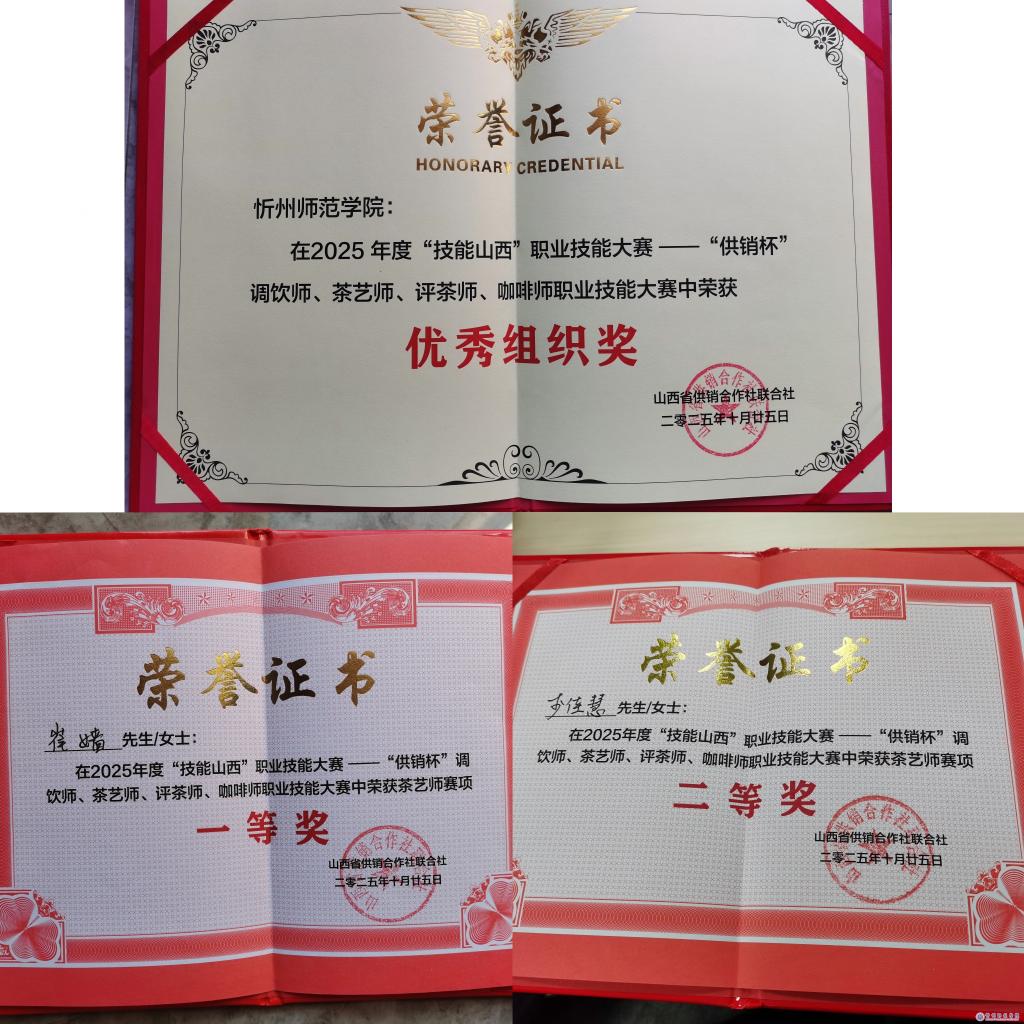 荣誉证书
HONORARY CREDENTIAL
忻州师范学院：
在2025 年度“技能山西”职业技能大赛 ——“供销杯”
调饮师、茶艺师、评茶师、咖啡师职业技能大赛中荣获
优秀组织奖
山西省供销合作社联合社
二零二五年十月廿五日
荣誉证书
崔嫱 先生/女士：
在2025年度“技能山西”职业技能大赛 ——“供销杯”调
饮师、茶艺师、评茶师、咖啡师职业技能大赛中荣获茶艺师赛项
一等奖
山西省供销合作社联合社
二零二五年十月廿五日
荣誉证书
佳慧 先生/女士：
在2025年度“技能山西”职业技能大赛 ——“供销杯”调
饮师、茶艺师、评茶师、咖啡师职业技能大赛中荣获茶艺师赛项
二等奖
山西省供销合作社联合社
二零二五年十月廿五日